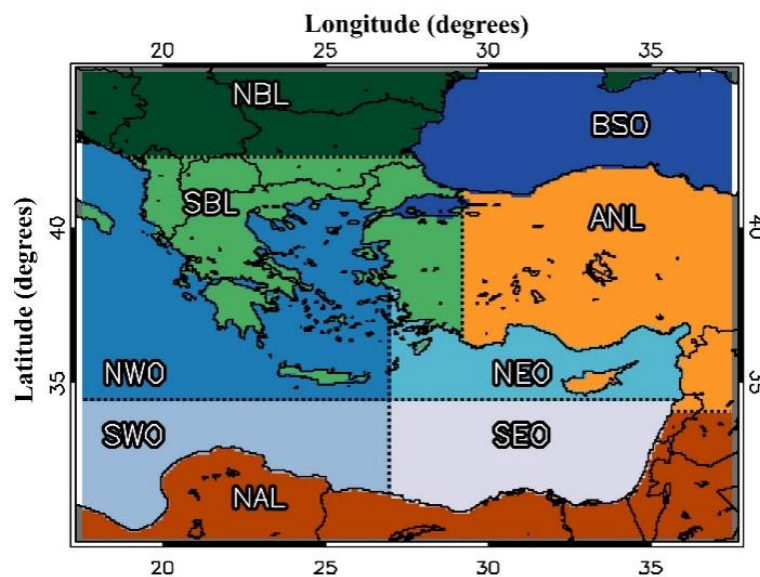 Longitude (degrees)
20 25 30 35
NBL
BSO
SBL
ANL
40 40
Latitude (degrees)
NWO
NEO
35 35
SWO
SEO
NAL
20 25 30 35